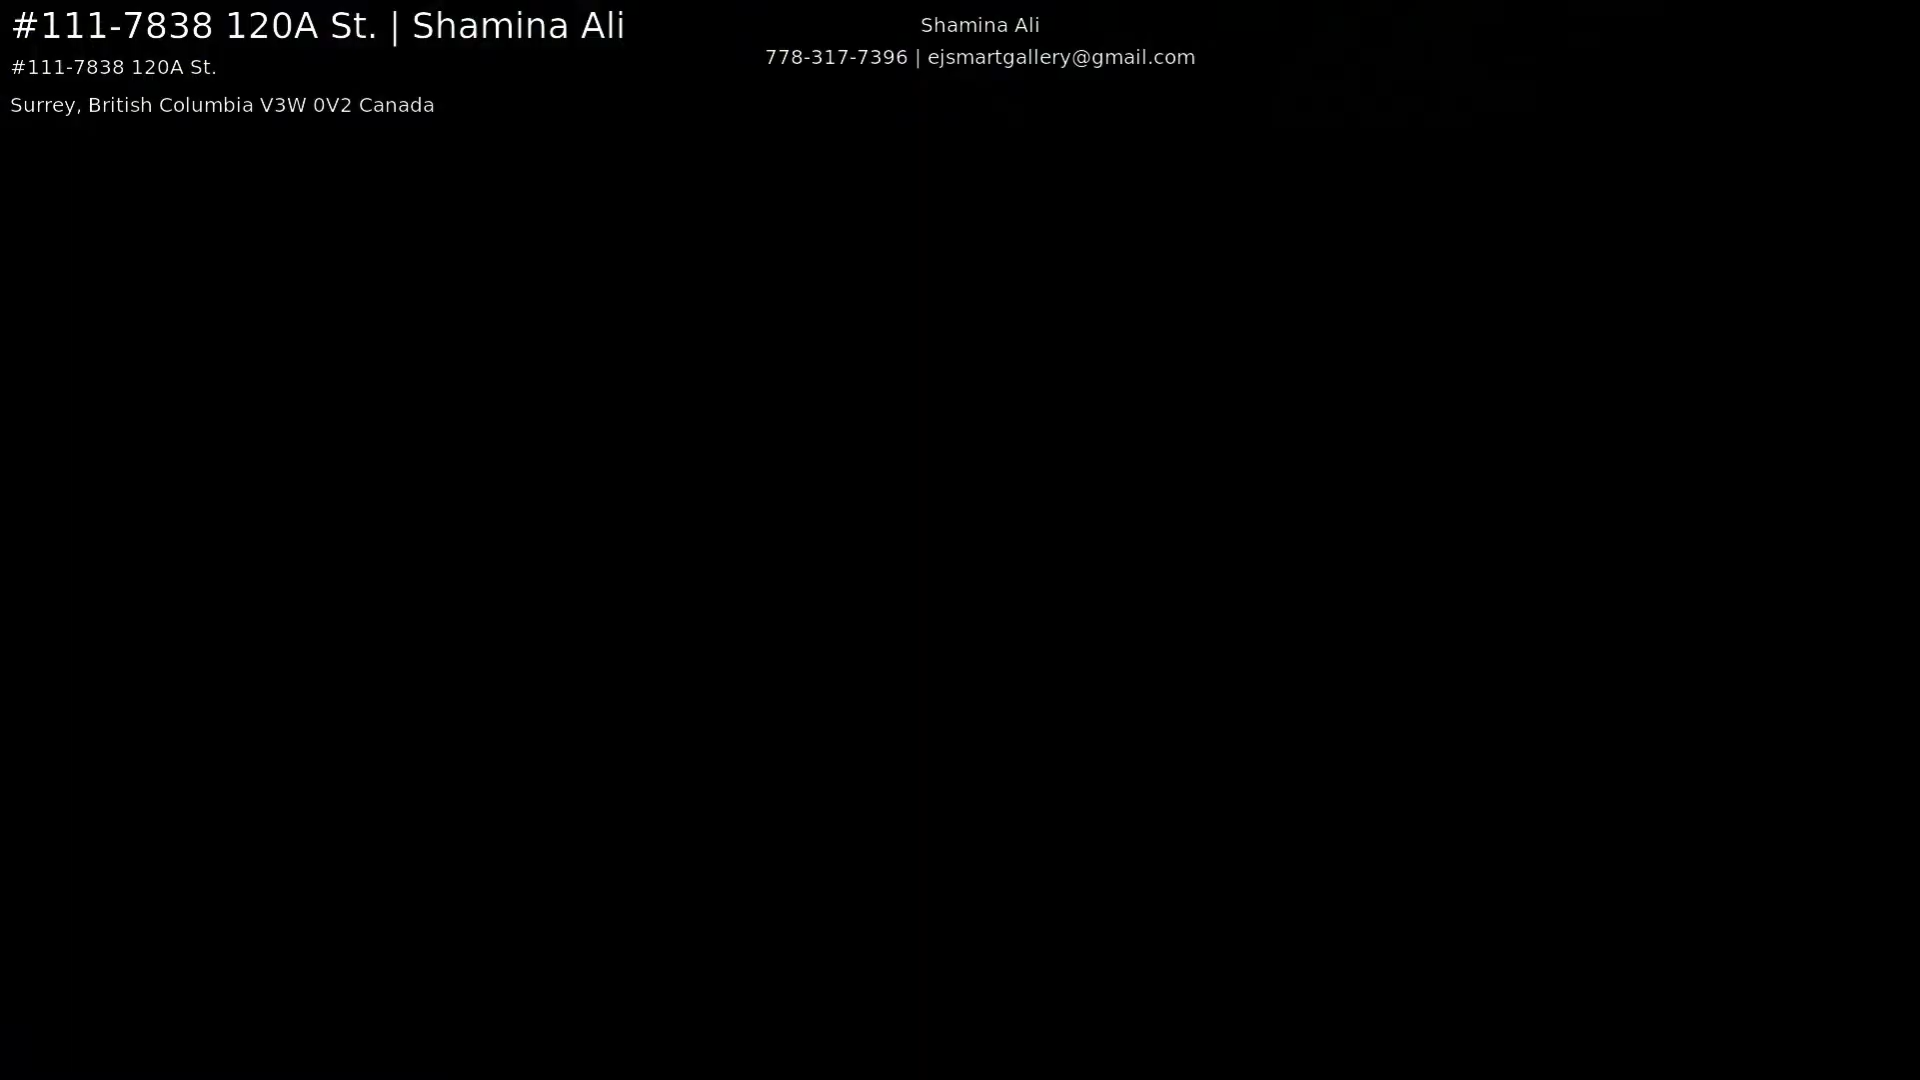 #111-7838 120A St. | Shamina Ali
#111-7838 120A St.
Surrey, British Columbia V3W 0V2 Canada
Shamina Ali
778-317-7396 | ejsmartgallery@gmail.com